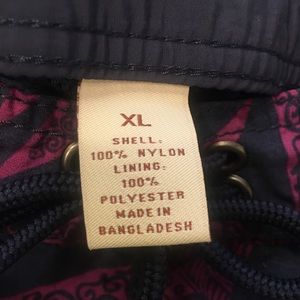 XL
SHELL:
100% NYLON
LINING:
100%
POLYESTER
MADE IN
BANGLADESH